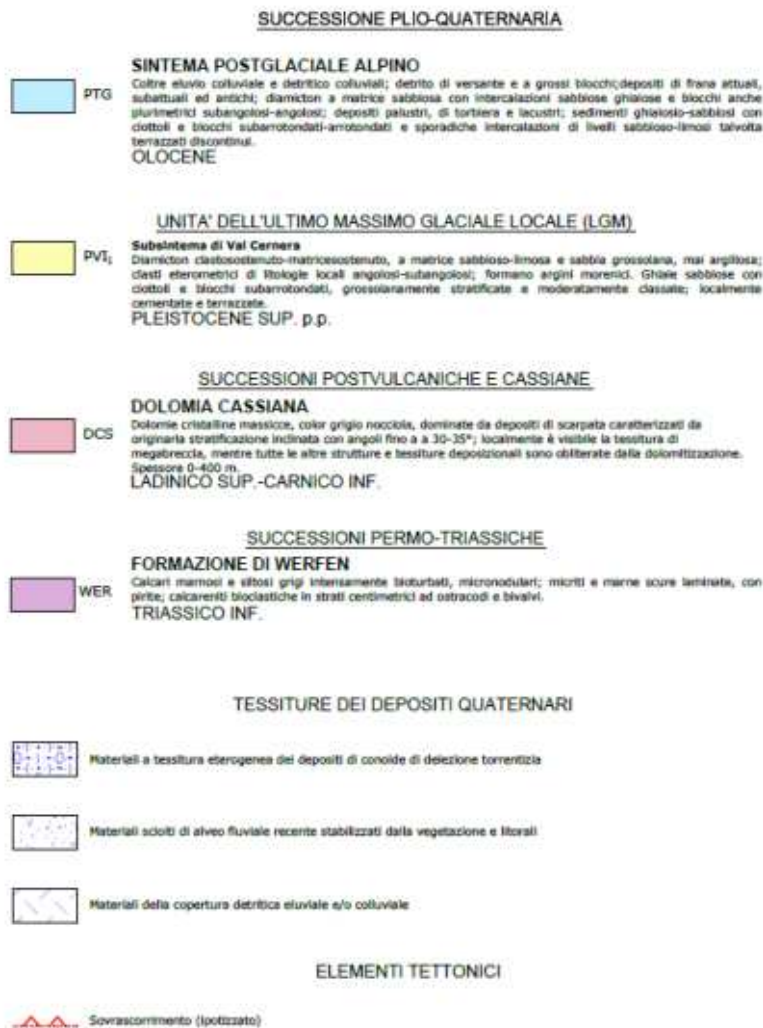 SUCCESSIONE PLIO-QUATERNARIA
SINTEMA POSTGLACIALE ALPINO
PTG
Coltre eluvio colluviale e detritico colluviali; detrito di versante e a grossi blocchi;depositi di frana attuali,
subattuali ed antichi; diamicton a matrice sabbiosa con intercalazioni sabbiose ghiaiose e blocchi anche
plurimetrici subangolosi-angolosi; depositi palustri, di torbiera e lacustri; sedimenti ghiaiosio-sabbiosi con
ciottoli e blocchi subarrotondati-arrotondati e sporadiche intercalazioni di livelli sabbioso-limosi talvolta
terrazzati discontinui.
OLOCENE
UNITA' DELL'ULTIMO MASSIMO GLACIALE LOCALE (LGM)
Subsintema di Val Cernera
PVI
Diamicton clastosostenuto-matricesostenuto, a matrice sabbioso-limosa e sabbia grossolana, mai argillosa;
clasti eterometrici di litologie locali angolosi-subangolosi; formano argini morenici. Ghiaie sabbiose con
ciottoli e blocchi subarrotondati, grossolanamente stratificate e moderatamente classate; localmente
cementate e terrazzate.
PLEISTOCENE SUP. p.p.
SUCCESSIONI POSTVULCANICHE E CASSIANE
DOLOMIA CASSIANA
DCS
Dolomie cristalline massicce, color grigio nocciola, dominate da depositi di scarpata caratterizzati da
originaria stratificazione inclinata con angoli fino a a 30-35°; localmente è visibile la tessitura di
megabreccia, mentre tutte le altre strutture e tessiture deposizionali sono obliterate dalla dolomitizzazione.
Spessore 0-400 m.
LADINICO SUP.-CARNICO INF.
SUCCESSIONI PERMO-TRIASSICHE
FORMAZIONE DI WERFEN
WER
Calcari marnosi e siltosi grigi intensamente bioturbati, micronodulari; micriti e marne scure laminate, con
pirite; calcareniti bioclastiche in strati centimetrici ad ostracodi e bivalvi.
TRIASSICO INF.
TESSITURE DEI DEPOSITI QUATERNARI
Materiali a tessitura eterogenea dei depositi di conoide di deiezione torrentizia
Materiali sciolti di alveo fluviale recente stabilizzati dalla vegetazione e litorali
Materiali della copertura detritica eluviale e/o colluviale
ELEMENTI TETTONICI
Sovrascorrimento (ipotizzato)